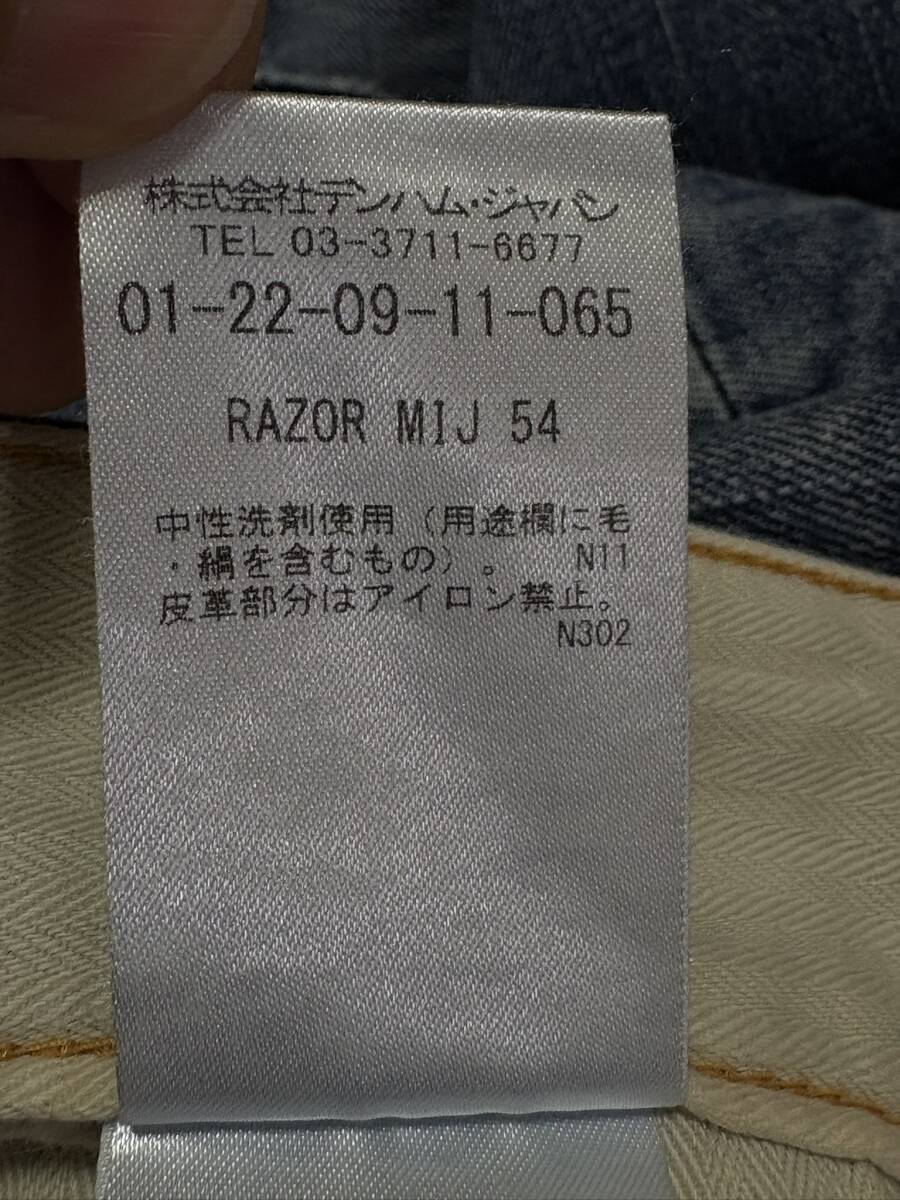 株式会社デンハム・ジャパン
TEL 03-3711-6677
01-22-09-11-065
RAZOR MIJ 54
中性洗剤使用（用途欄に毛
・絹を含むもの）。 N11
皮革部分はアイロン禁止。
N302